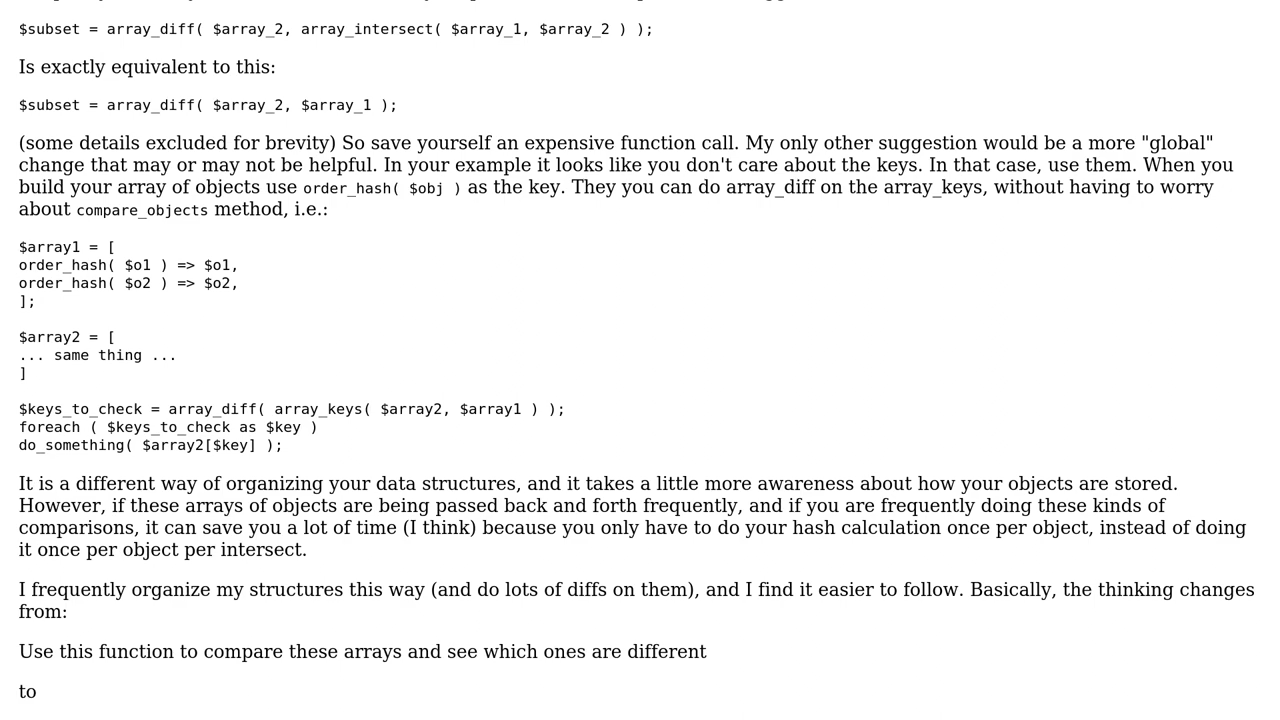 $subset = array_diff( $array_2, array_intersect( $array_1, $array_2 ) );
Is exactly equivalent to this:
$subset = array_diff( $array_2, $array_1 );
(some details excluded for brevity) So save yourself an expensive function call. My only other suggestion would be a more "global"
change that may or may not be helpful. In your example it looks like you don't care about the keys. In that case, use them. When you
build your array of objects use order_hash( $obj ) as the key. They you can do array_diff on the array_keys, without having to worry
about compare_objects method, i.e.:
$array1 = [
order_hash( $o1 ) => $o1,
order_hash( $o2 ) => $o2,
];
$array2 = [
... same thing ...
]
$keys_to_check = array_diff( array_keys( $array2, $array1 ) );
foreach ( $keys_to_check as $key )
do_something( $array2[$key] );
It is a different way of organizing your data structures, and it takes a little more awareness about how your objects are stored.
However, if these arrays of objects are being passed back and forth frequently, and if you are frequently doing these kinds of
comparisons, it can save you a lot of time (I think) because you only have to do your hash calculation once per object, instead of doing
it once per object per intersect.
I frequently organize my structures this way (and do lots of diffs on them), and I find it easier to follow. Basically, the thinking changes
from:
Use this function to compare these arrays and see which ones are different
to